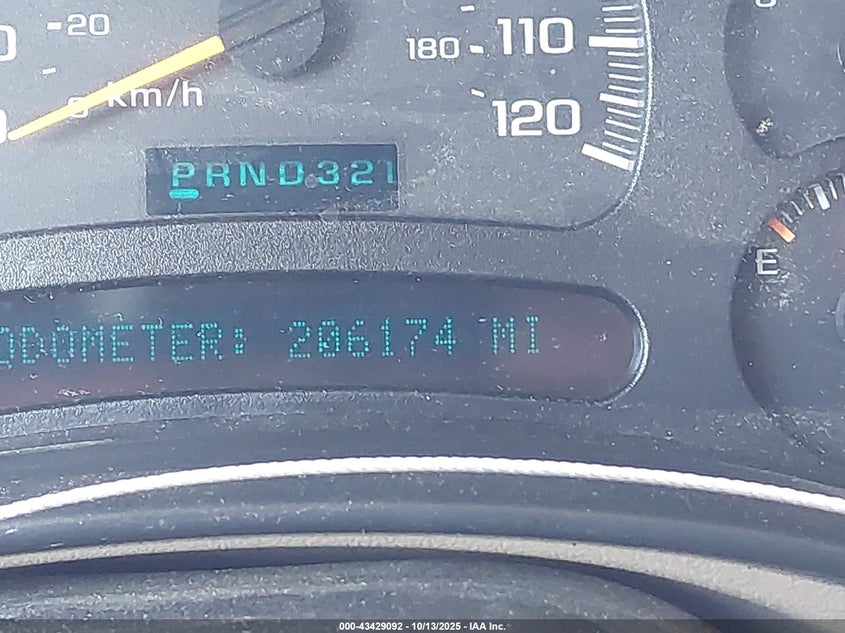 20
110
180
km/h
120
PRND321
ODOMETER: 206174 MI
E
000-43429092 - 10/13/2025 - IAA Inc.